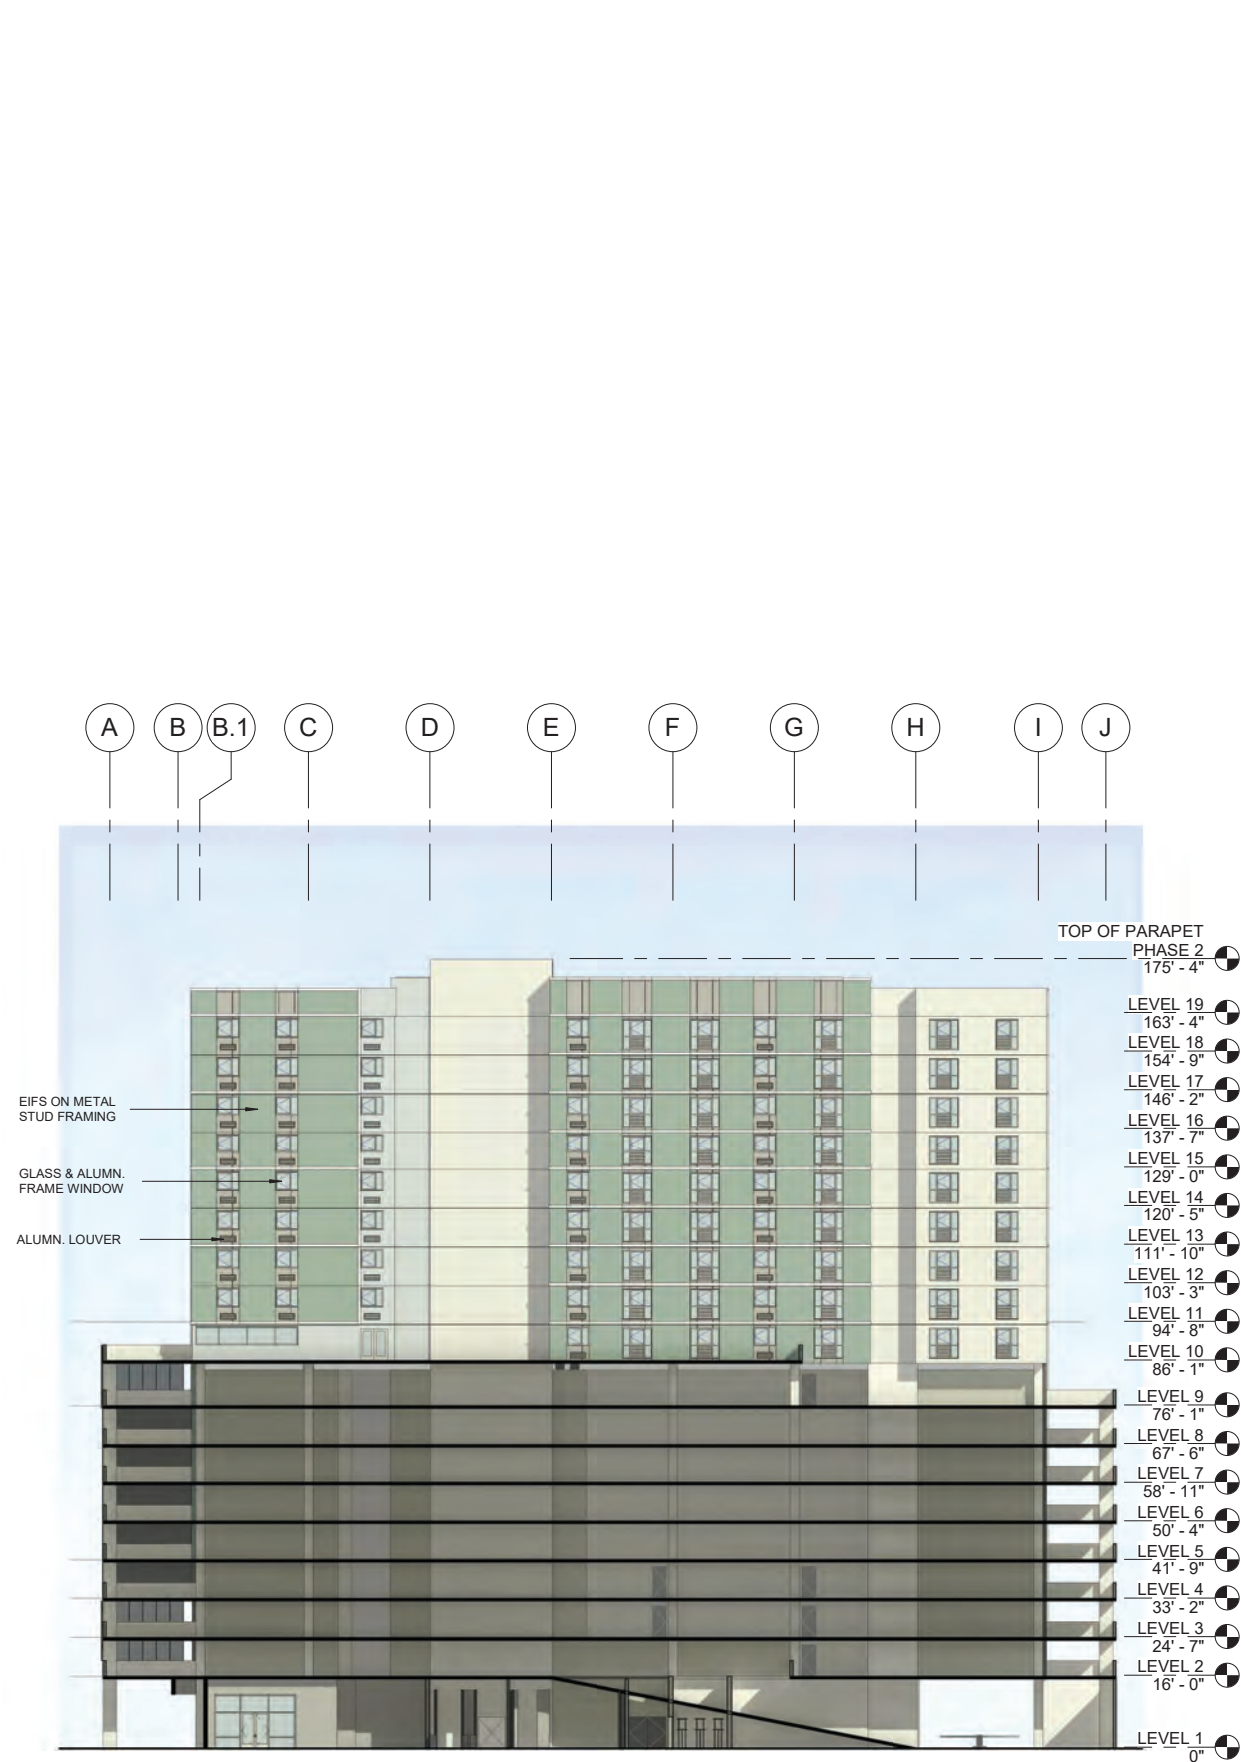 A B B.1 C D E F G H I J
TOP OF PARAPET
PHASE 2
175' - 4"
LEVEL 19
163' - 4"
LEVEL 18
154' - 9"
LEVEL 17
146' - 2"
EIFS ON METAL
STUD FRAMING
LEVEL 16
137' - 7"
LEVEL 15
129' - 0"
GLASS & ALUMN.
FRAME WINDOW
LEVEL 14
120' - 5"
ALUMN. LOUVER
LEVEL 13
111' - 10"
LEVEL 12
103' - 3"
LEVEL 11
94' - 8"
LEVEL 10
86' - 1"
LEVEL 9
76' - 1"
LEVEL 8
67' - 6"
LEVEL 7
58' - 11"
LEVEL 6
50' - 4"
LEVEL 5
41' - 9"
LEVEL 4
33' - 2"
LEVEL 3
24' - 7"
LEVEL 2
16' - 0"
LEVEL 1
0"